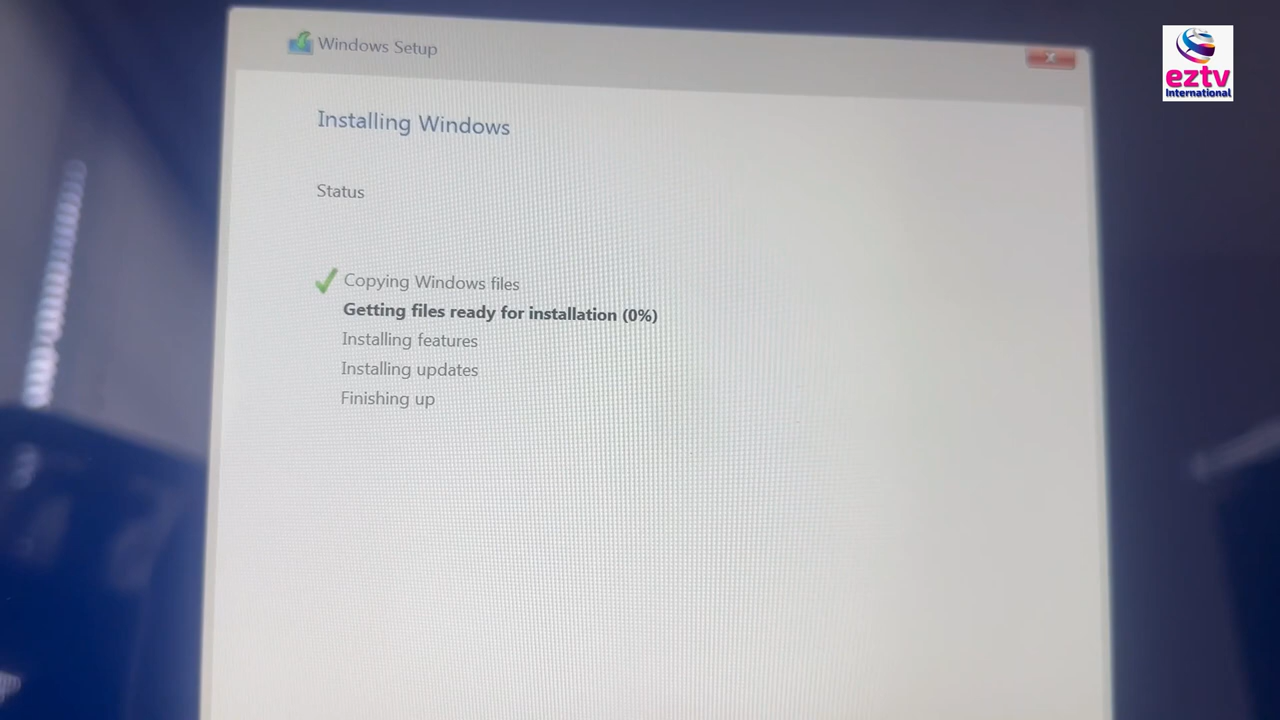 Windows Setup
x
eztv
International
Installing Windows
Status
Copying Windows files
Getting files ready for installation (0%)
Installing features
Installing updates
Finishing up